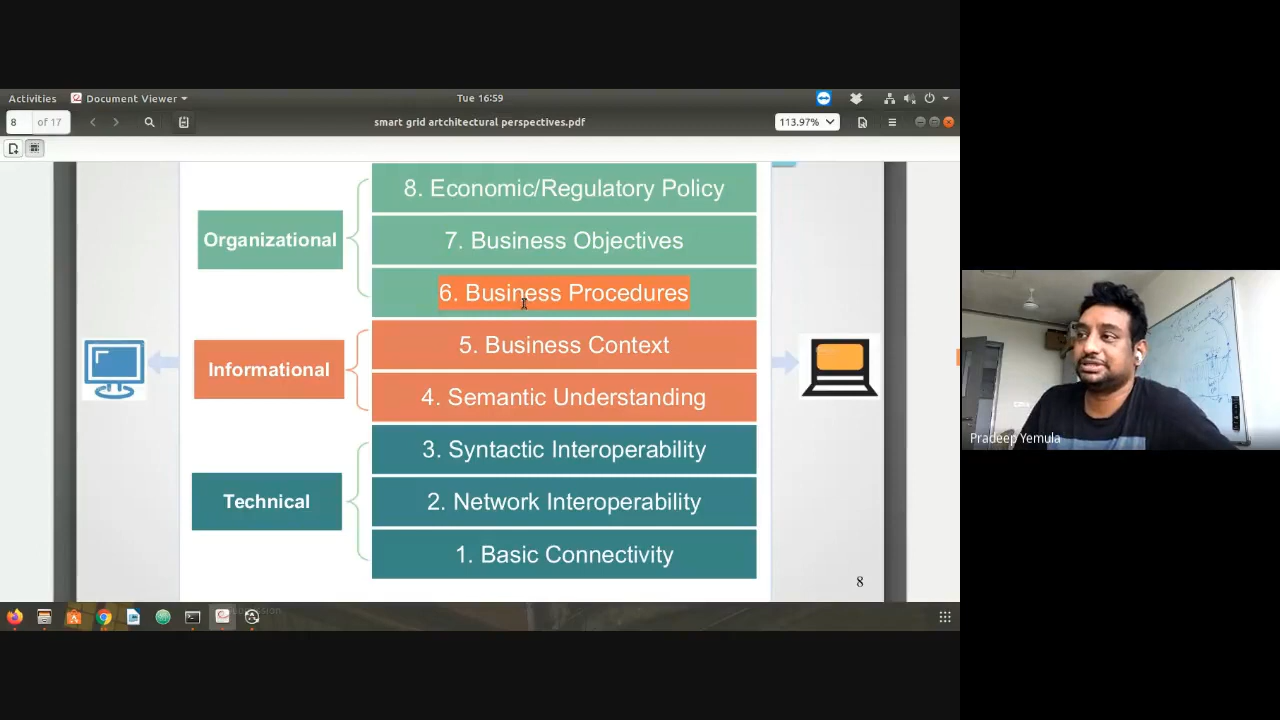 Activities Document Viewer Tue 16:59
8 of 17 smart grid artchitectural perspectives.pdf 113.97%
8. Economic/Regulatory Policy
Organizational
7. Business Objectives
6. Business Procedures
5. Business Context
Informational
4. Semantic Understanding
3. Syntactic Interoperability
Technical
2. Network Interoperability
1. Basic Connectivity
8
Pradeep Yemula